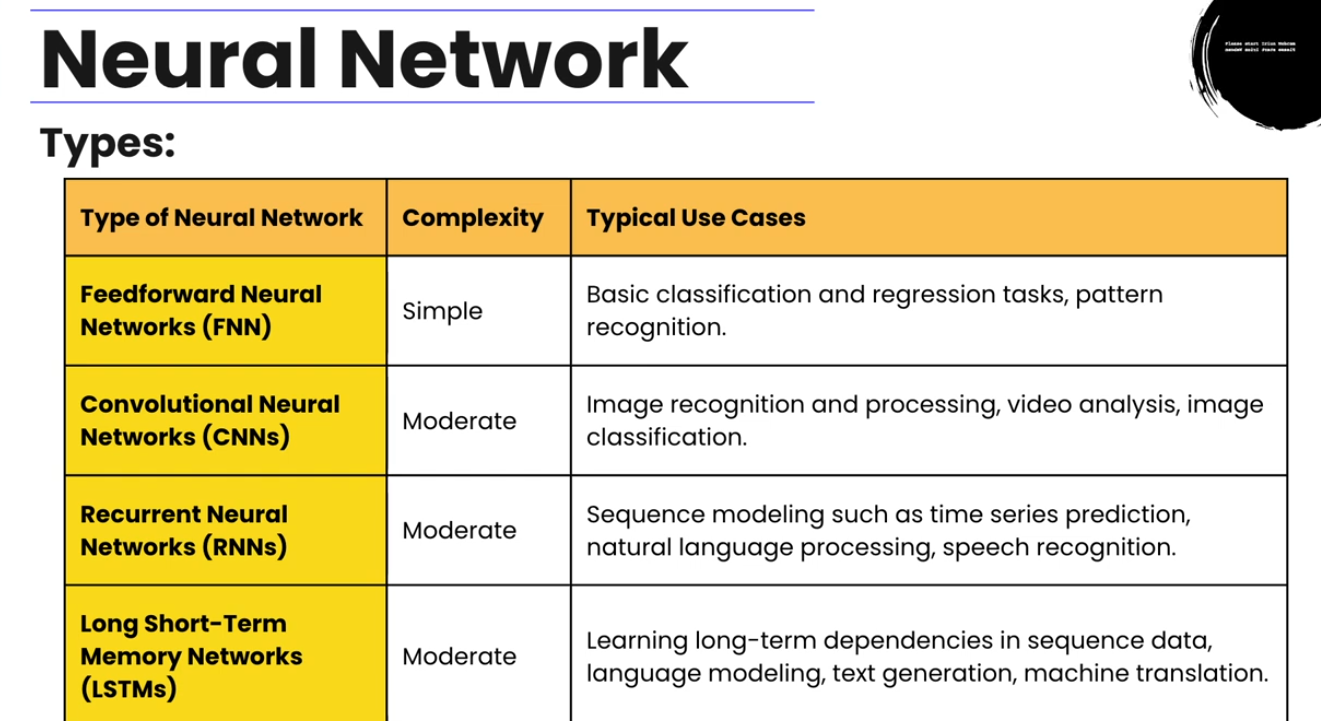 Neural Network
Types:
Type of Neural Network
Complexity
Typical Use Cases
Feedforward Neural
Networks (FNN)
Simple
Basic classification and regression tasks, pattern
recognition.
Convolutional Neural
Networks (CNNs)
Moderate
Image recognition and processing, video analysis, image
classification.
Recurrent Neural
Networks (RNNs)
Moderate
Sequence modeling such as time series prediction,
natural language processing, speech recognition.
Long Short-Term
Memory Networks
(LSTMs)
Moderate
Learning long-term dependencies in sequence data,
language modeling, text generation, machine translation.